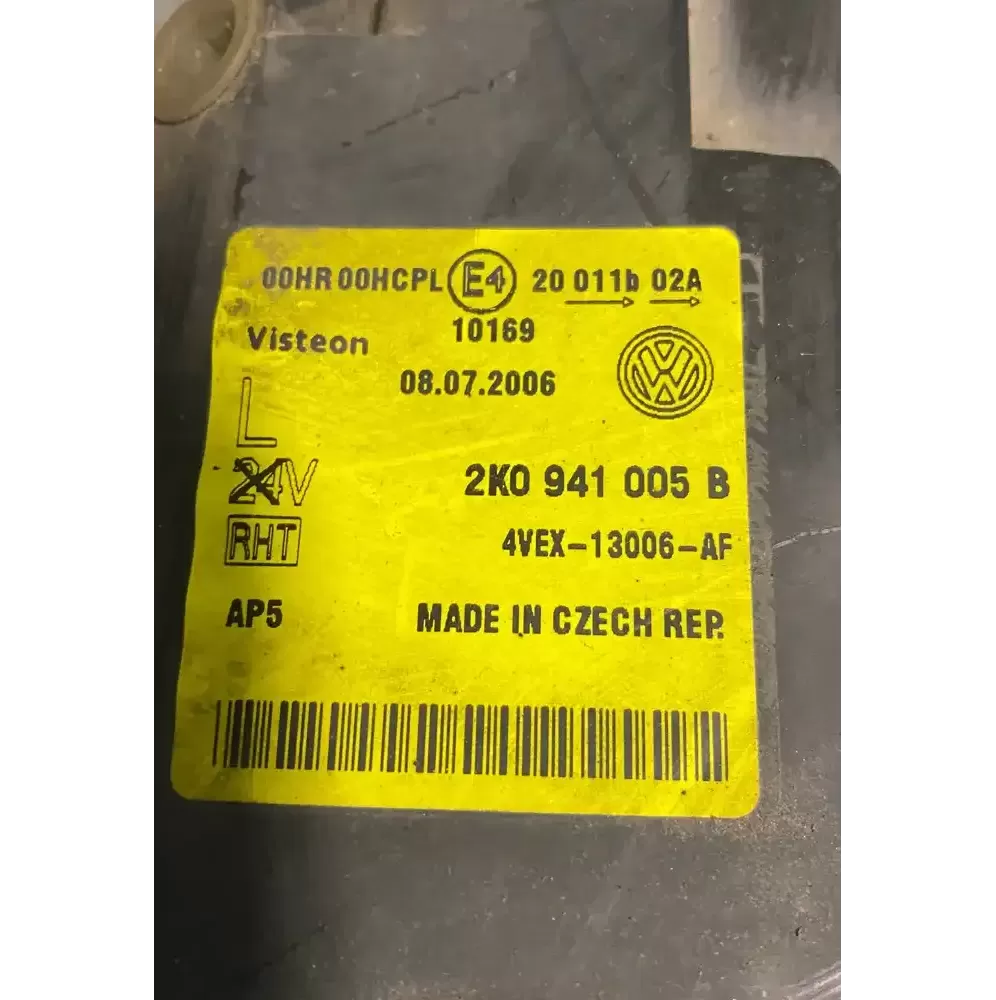 00HR 00HCPL E4 20 011b 02A
10169
Visteon
08.07.2006
L
24V
2K0 941 005 B
RHT
4VEX-13006-AF
AP5
MADE IN CZECH REP.